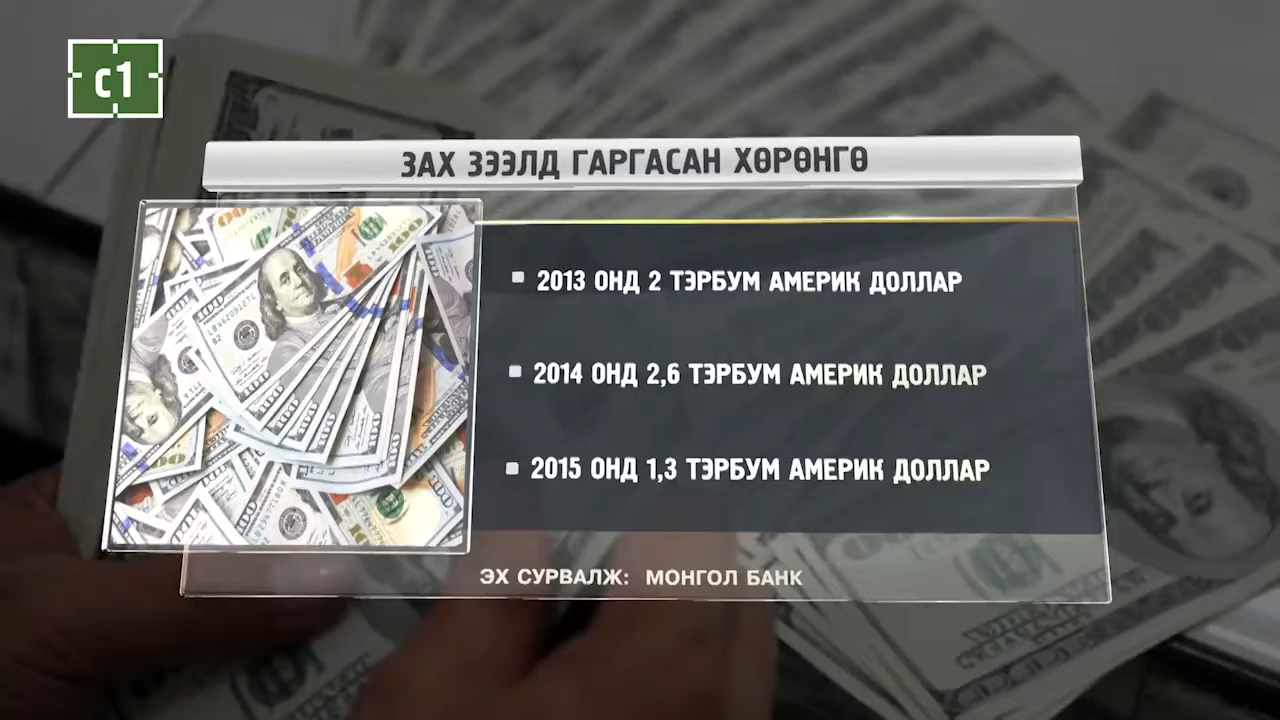 c1
ЗАХ ЗЭЭЛД ГАРГАСАН ХӨРӨНГӨ
2013 ОНД 2 ТЭРБУМ АМЕРИК ДОЛЛАР
2014 ОНД 2,6 ТЭРБУМ АМЕРИК ДОЛЛАР
2015 ОНД 1,3 ТЭРБУМ АМЕРИК ДОЛЛАР
ЭХ СУРВАЛЖ: МОНГОЛ БАНК